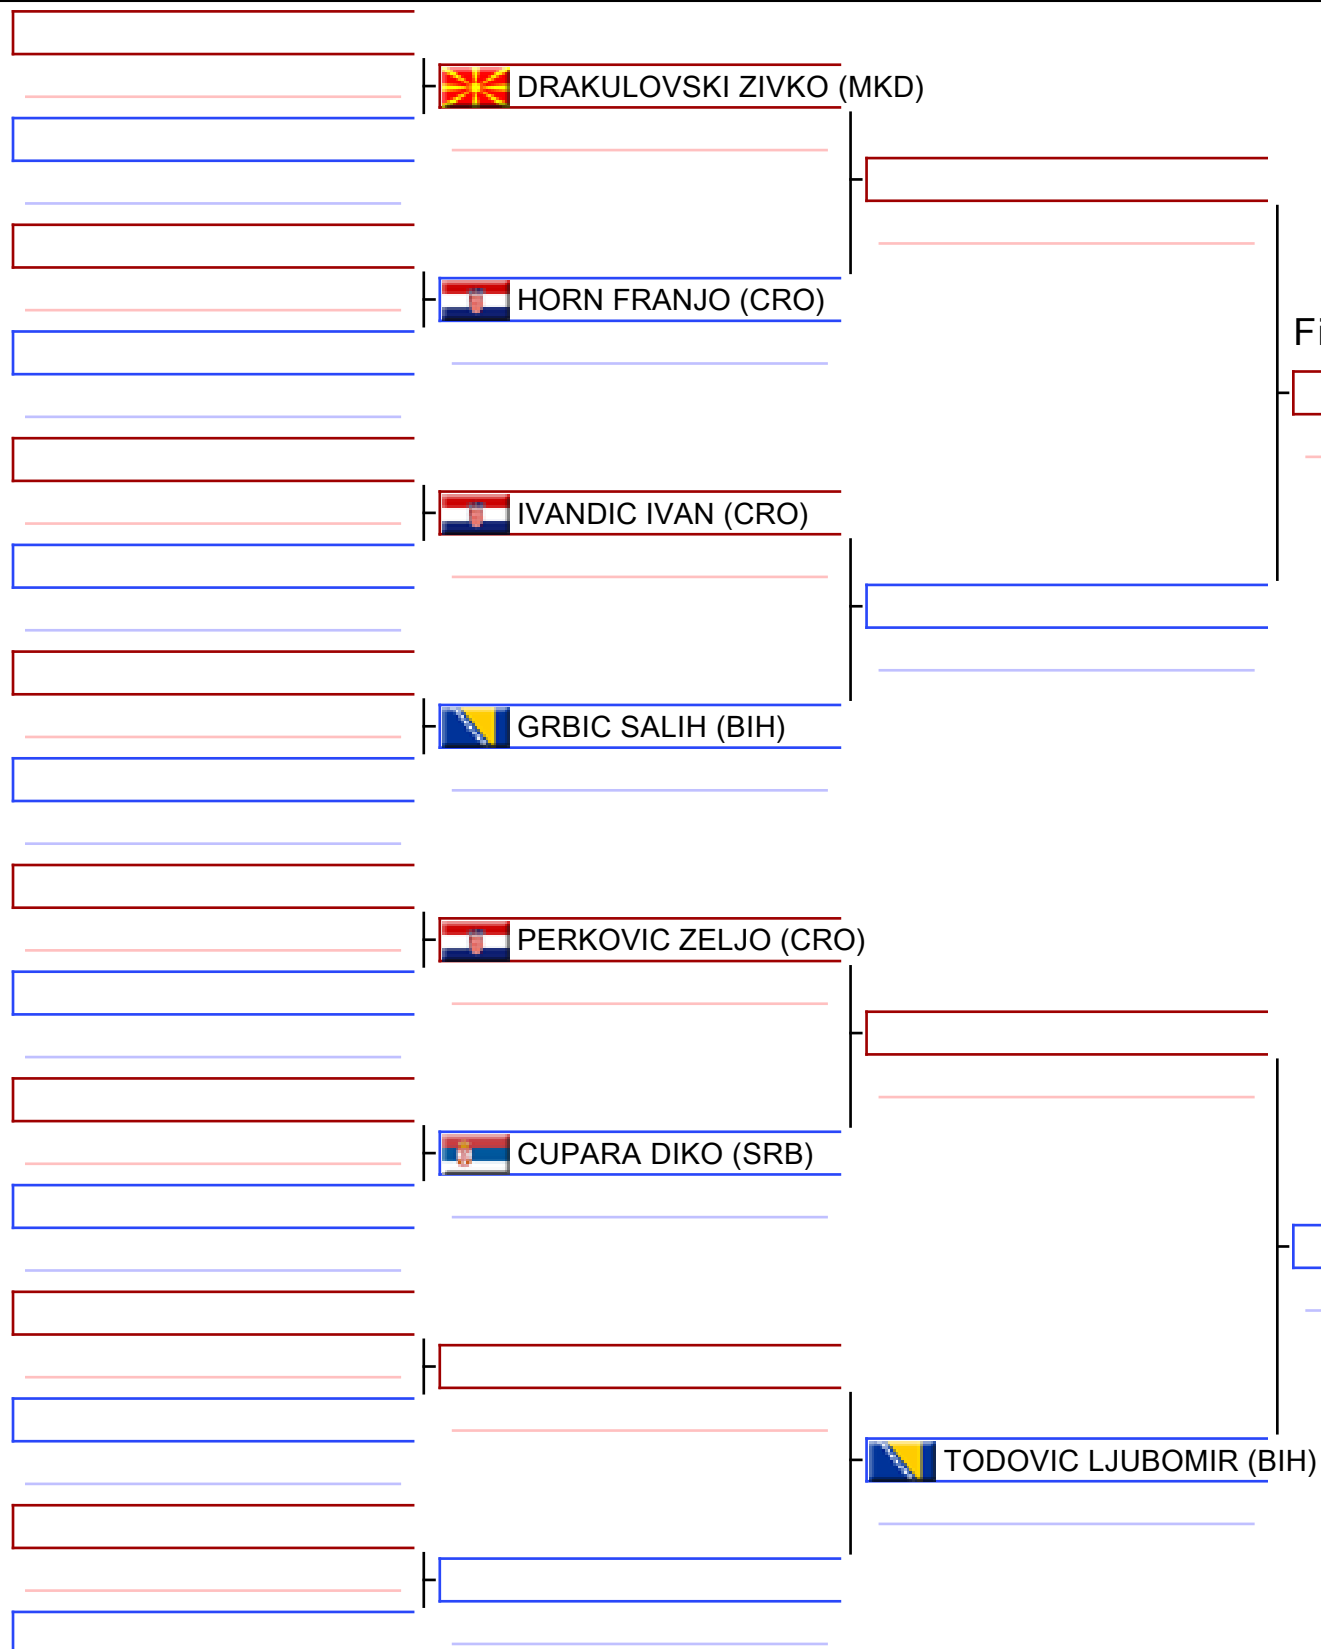 DRAKULOVSKI ZIVKO (MKD)
HORN FRANJO (CRO)
Fi
IVANDIC IVAN (CRO)
GRBIC SALIH (BIH)
PERKOVIC ZELJO (CRO)
CUPARA DIKO (SRB)
TODOVIC LJUBOMIR (BIH)